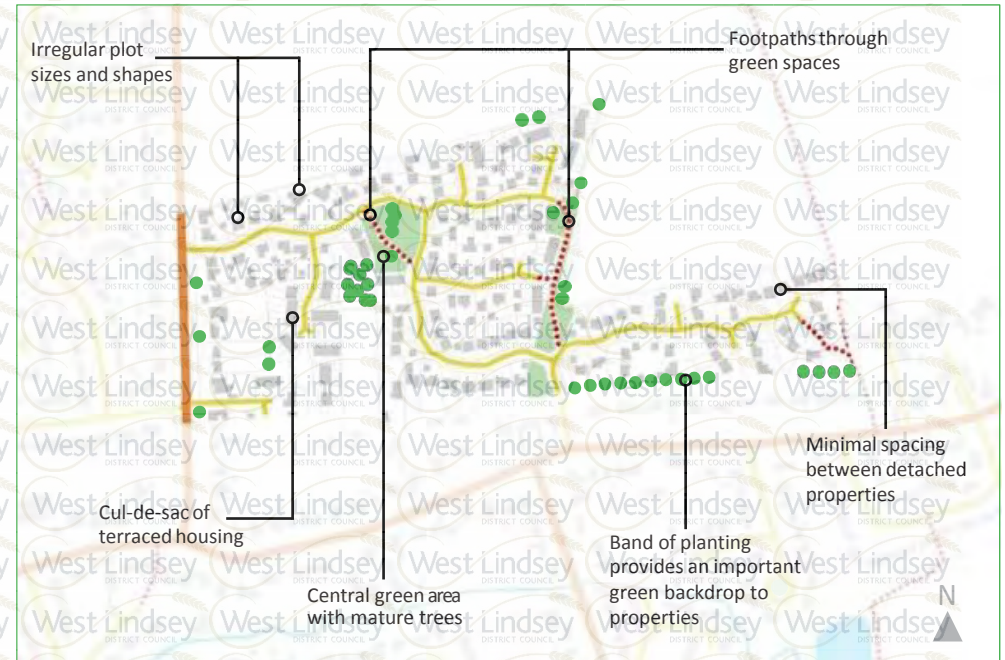 Irregular plot
sizes and shapes
Footpaths through
green spaces
Minimal spacing
between detached
properties
Cul-de-sac of
terraced housing
Band of planting
provides an important
green backdrop to
properties
Central green area
with mature trees
N
West Lindsey
DISTRICT COUNCIL